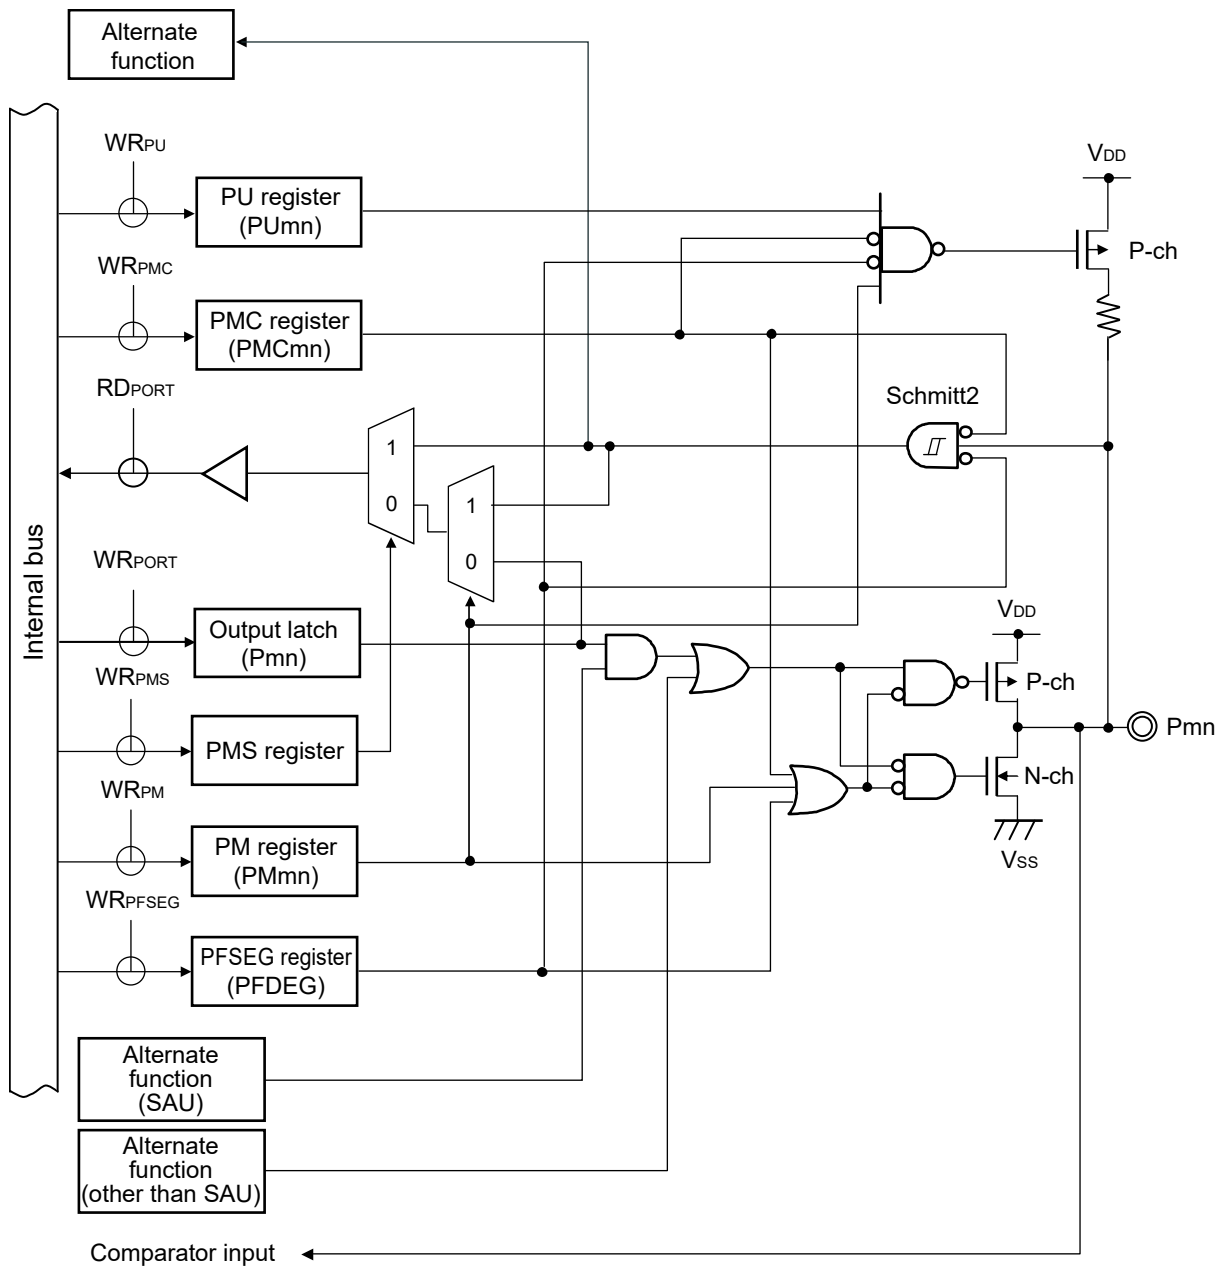 Alternate
function
WRPU
VDD
PU register
(PUmn)
P-ch
WRPMC
PMC register
(PMCmn)
RDPORT
Schmitt2
1
0
1
0
Internal bus
WRPORT
Output latch
(Pmn)
VDD
P-ch
WRPMS
PMS register
Pmn
N-ch
WRPM
PM register
(PMmn)
VSS
WRPFSEG
PFSEG register
(PFDEG)
Alternate
function
(SAU)
Alternate
function
(other than SAU)
Comparator input